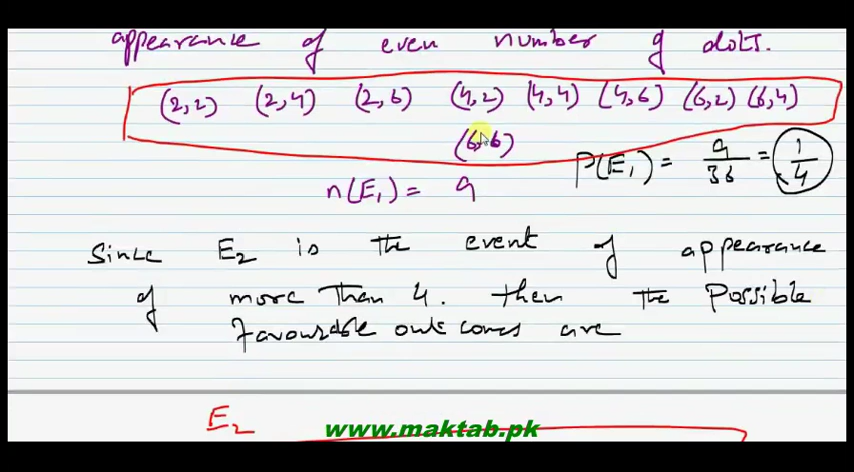 appearance of even number of dots.
(2,2) (2,4) (2,6) (4,2) (4,4) (4,6) (6,2) (6,4)
(6,6)
n(E₁) = 9 P(E₁) = 9/36 = 1/4
Since E₂ is the event of appearance
of more than 4. then the Possible
favourable outcomes are
E₂
www.maktab.pk